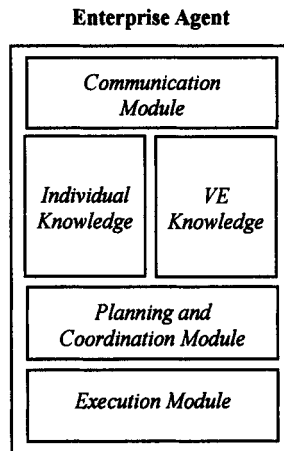 Enterprise Agent
Communication
Module
Individual
Knowledge
VE
Knowledge
Planning and
Coordination Module
Execution Module